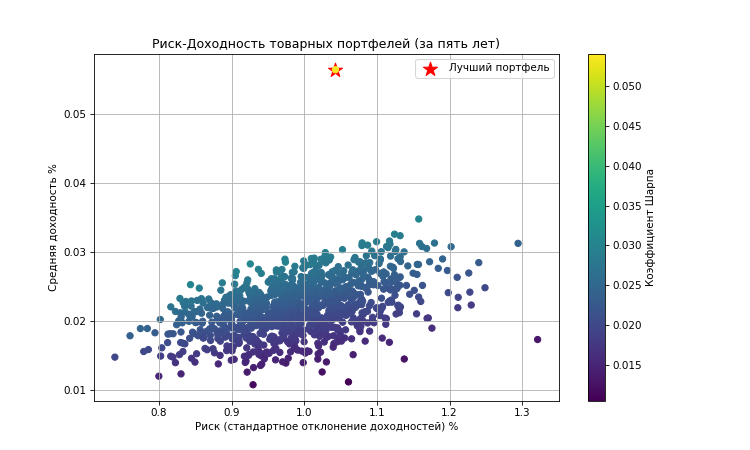 Риск-Доходность товарных портфелей (за пять лет)
Лучший портфель
Средняя доходность %
0.05
0.04
0.03
0.02
0.01
0.8 0.9 1.0 1.1 1.2 1.3
Риск (стандартное отклонение доходностей) %
0.050
0.045
0.040
0.035
0.030
0.025
0.020
0.015
Коэффициент Шарпа